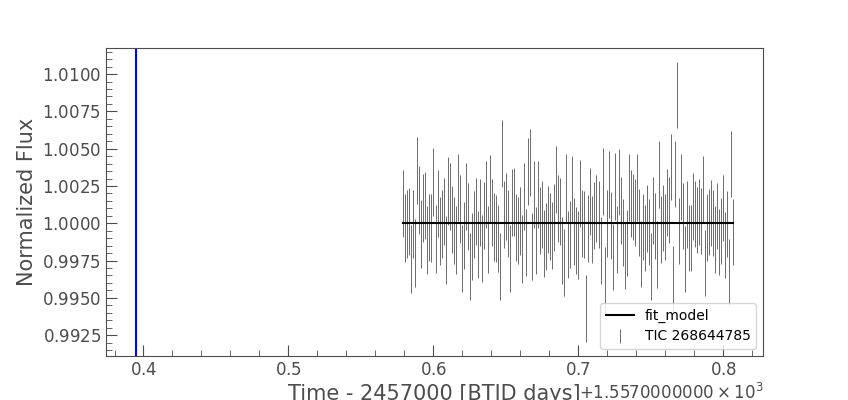 1.0100
1.0075
1.0050
1.0025
1.0000
0.9975
0.9950
0.9925
Normalized Flux
fit_model
TIC 268644785
0.4
0.5
0.6
0.7
0.8
Time - 2457000 [BTJD days]
+1.5570000000 × 10³